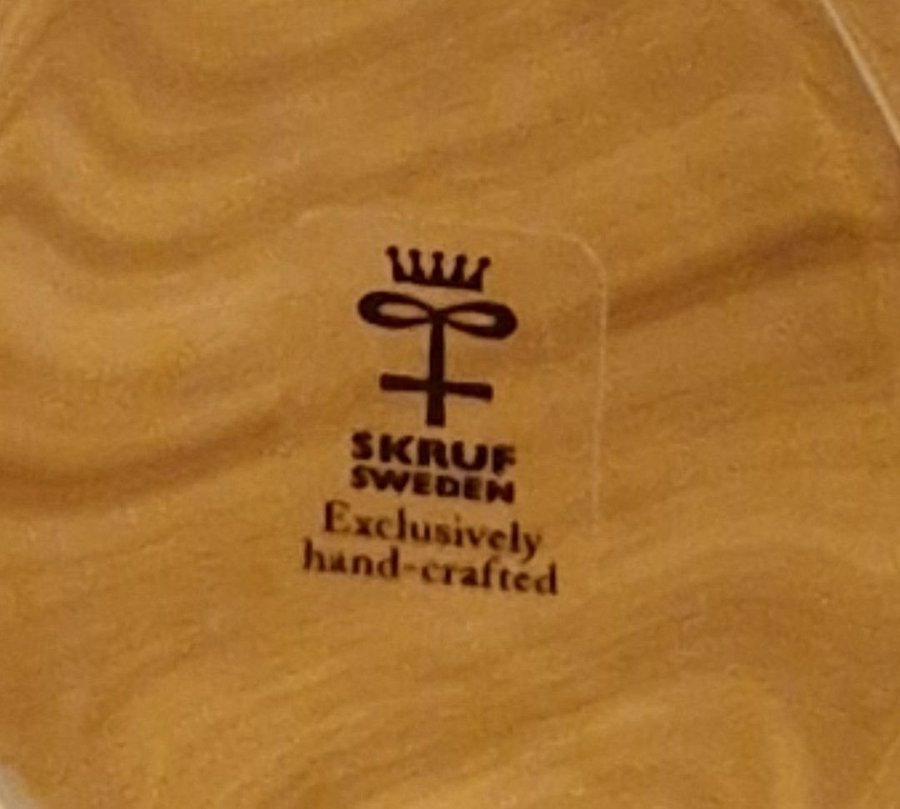 SKRUF
SWEDEN
Exclusively
hand-crafted